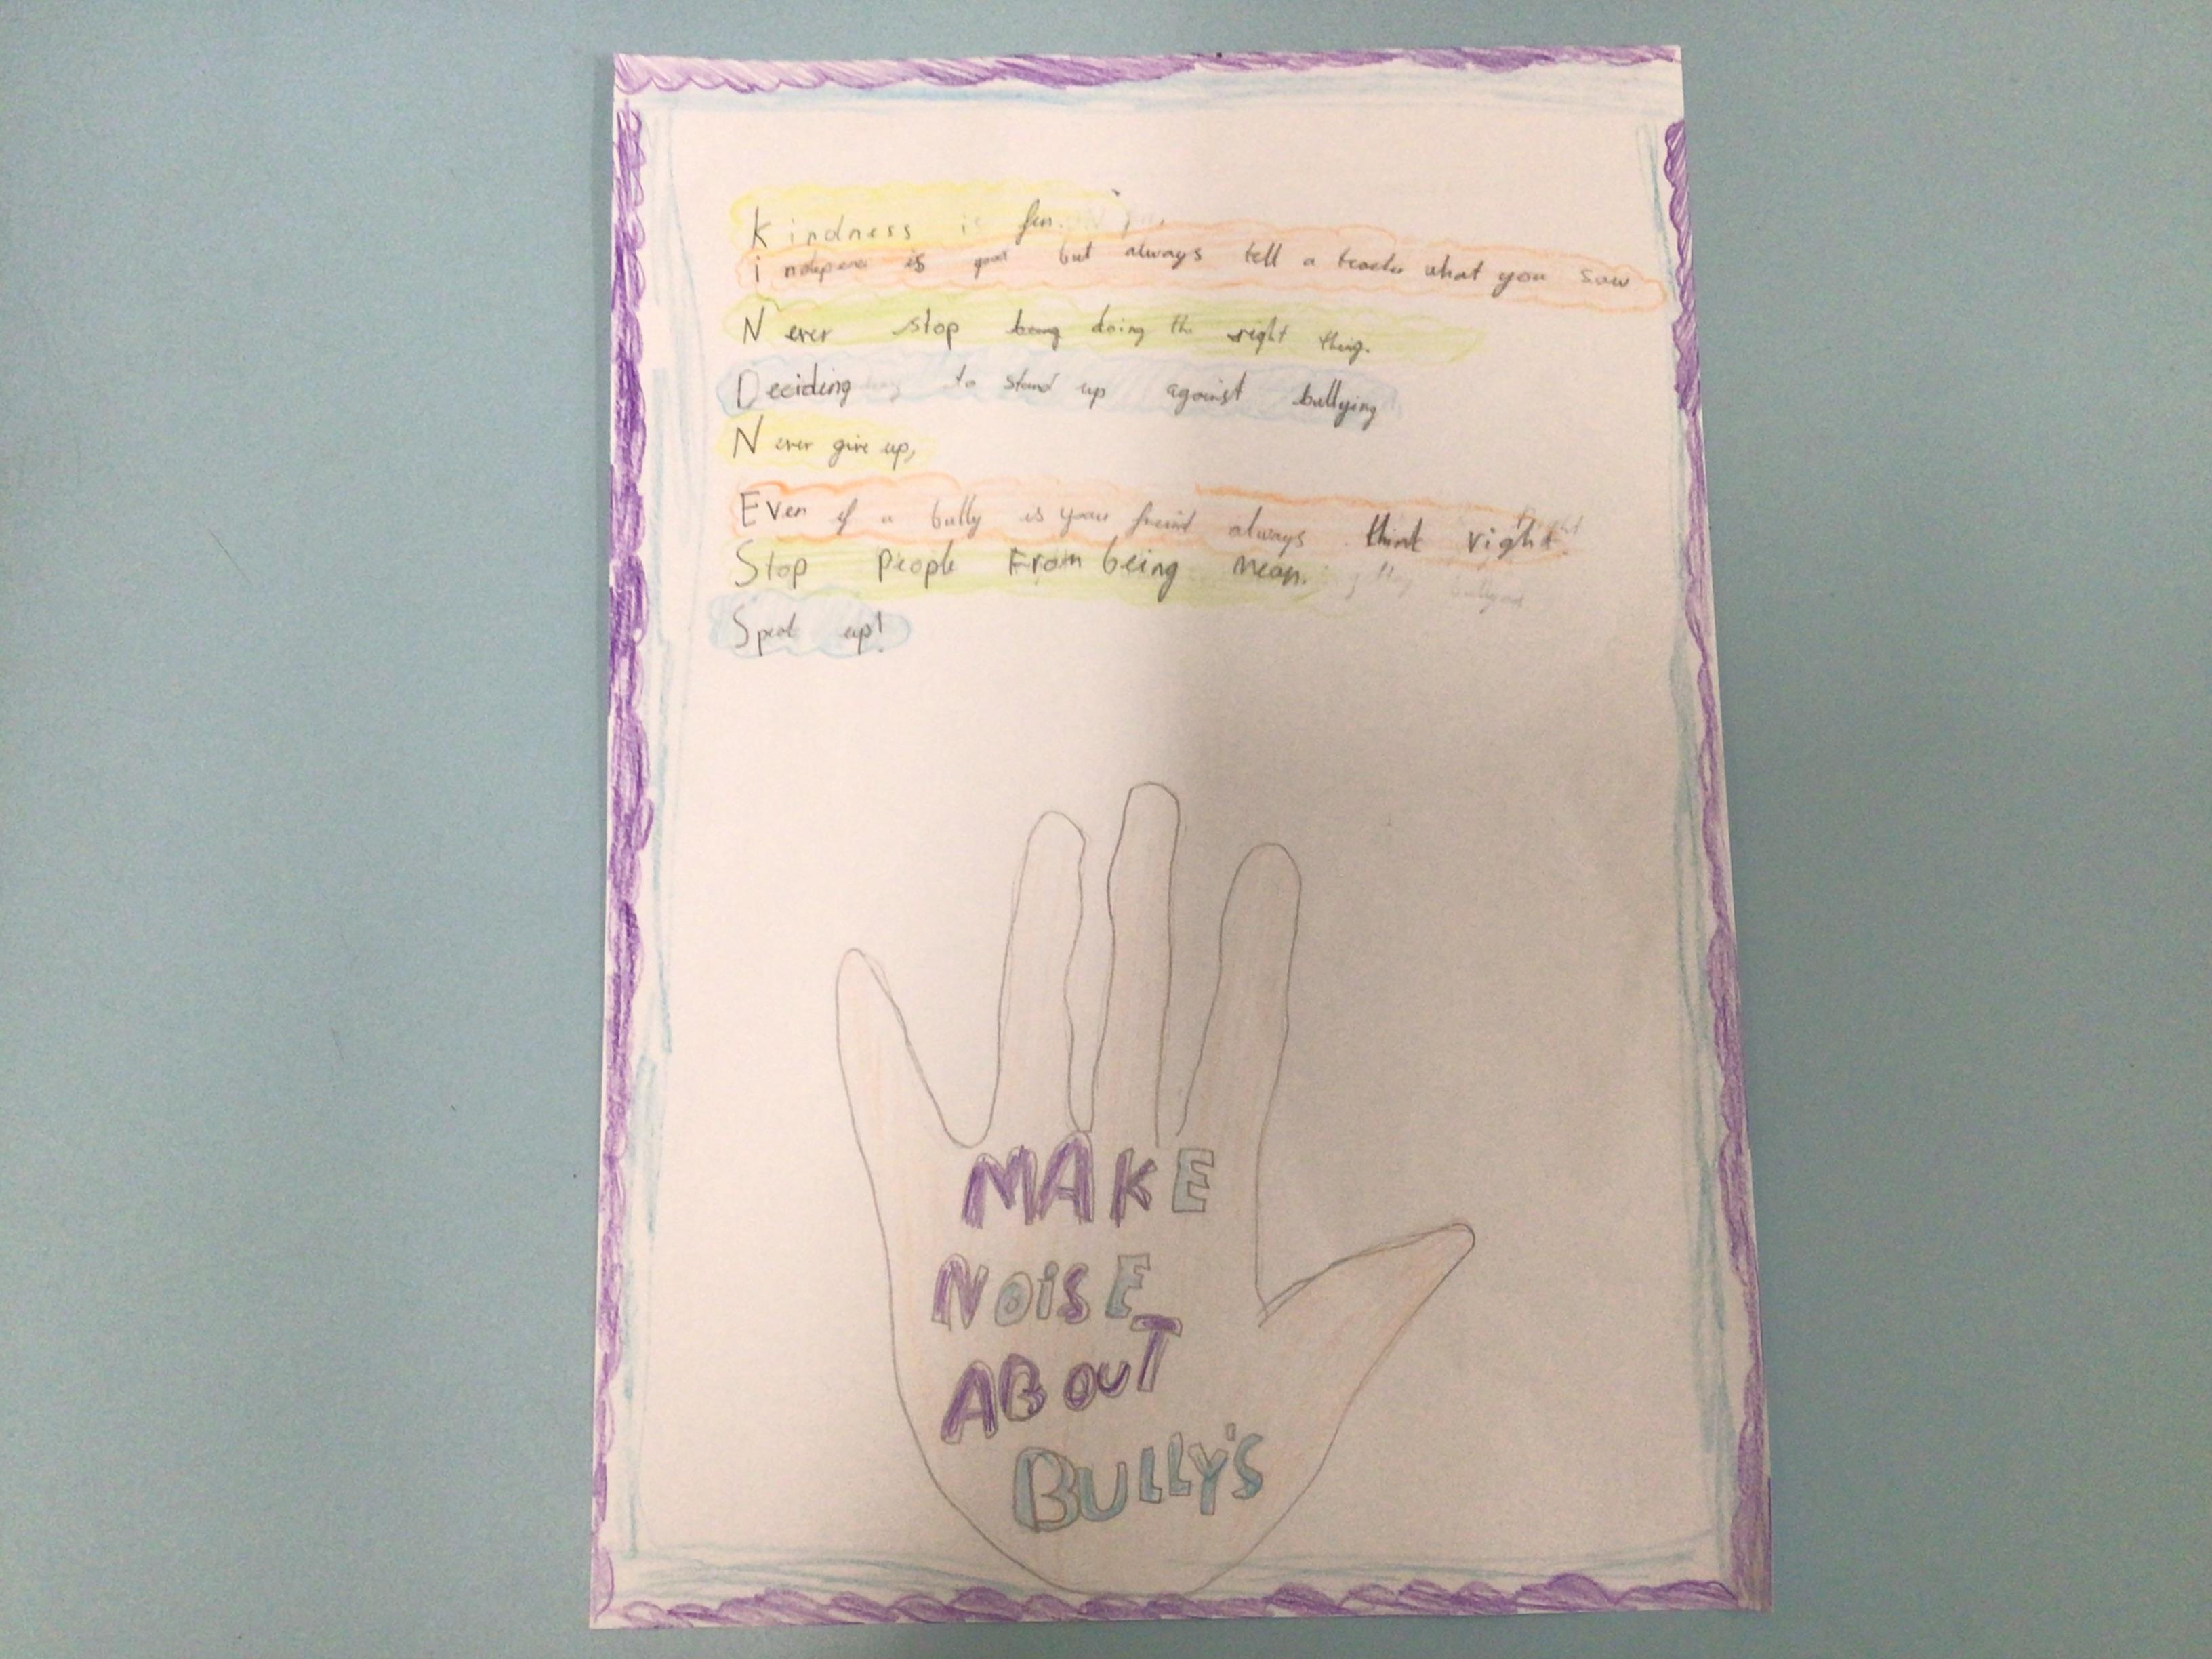 Kindness is fun.
is good but always tell a teacher what you saw
Never stop being doing the right thing.
Deciding to stand up against bullying
Never give up,
Even if a bully is your freind always think right.
Stop people From being mean.
Speak up!
MAKE
NOiSE
ABOUT
BULLY'S